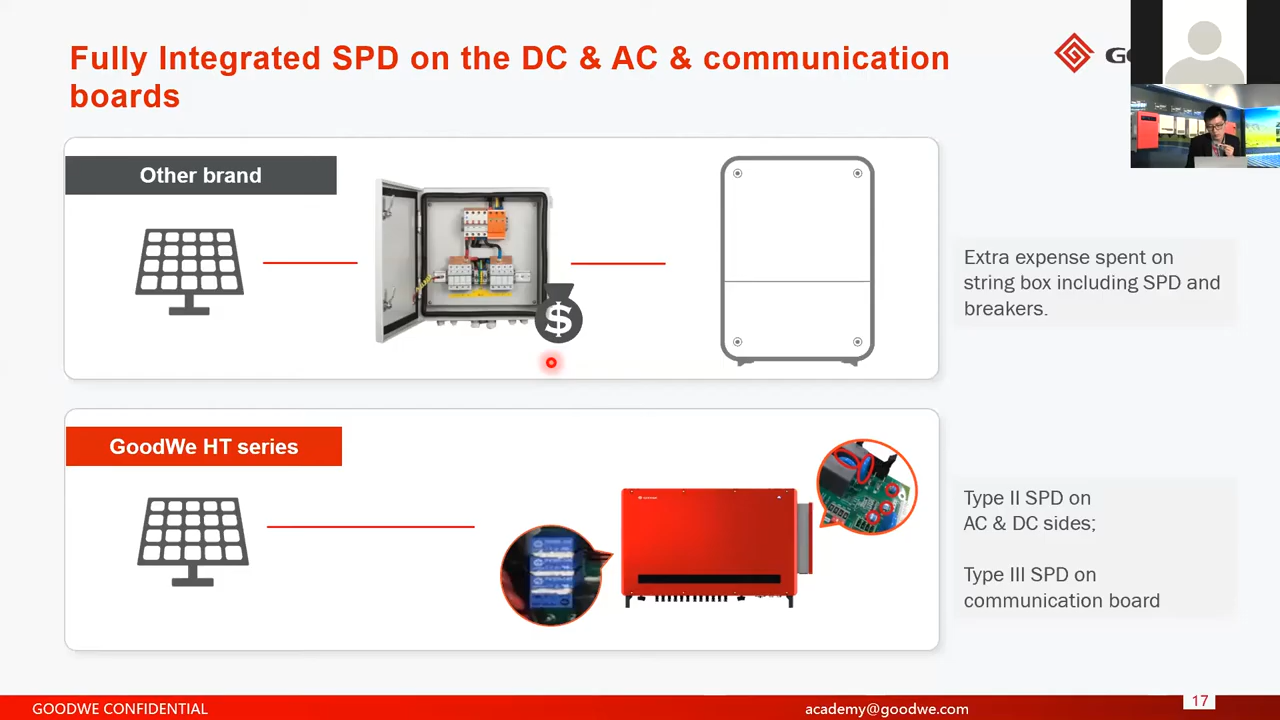 Fully Integrated SPD on the DC & AC & communication
boards
Other brand
$
Extra expense spent on
string box including SPD and
breakers.
GoodWe HT series
Type II SPD on
AC & DC sides;
Type III SPD on
communication board
GOODWE CONFIDENTIAL
academy@goodwe.com
17